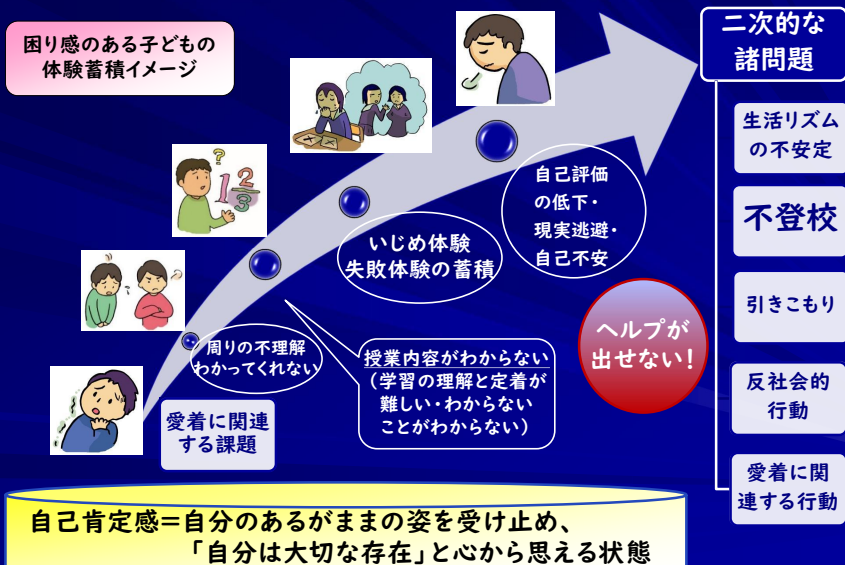 困り感のある子どもの
体験蓄積イメージ
二次的な
諸問題
生活リズム
の不安定
不登校
引きこもり
反社会的
行動
愛着に関
連する行動
自己評価
の低下・
現実逃避・
自己不安
いじめ体験
失敗体験の蓄積
ヘルプが
出せない!
?
1 2/3
周りの不理解
わかってくれない
授業内容がわからない
(学習の理解と定着が
難しい・わからない
ことがわからない)
愛着に関連
する課題
自己肯定感=自分のあるがままの姿を受け止め、
「自分は大切な存在」と心から思える状態